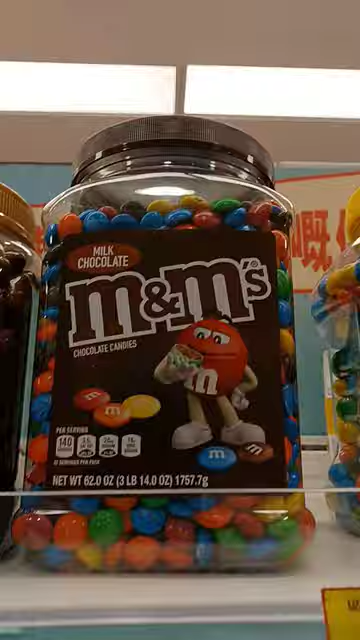 MILK
CHOCOLATE
m&m's
CHOCOLATE CANDIES
m
m
m
PER SERVING
140
NET WT 62.0 OZ (3 LB 14.0 OZ) 1757.7g
嘅